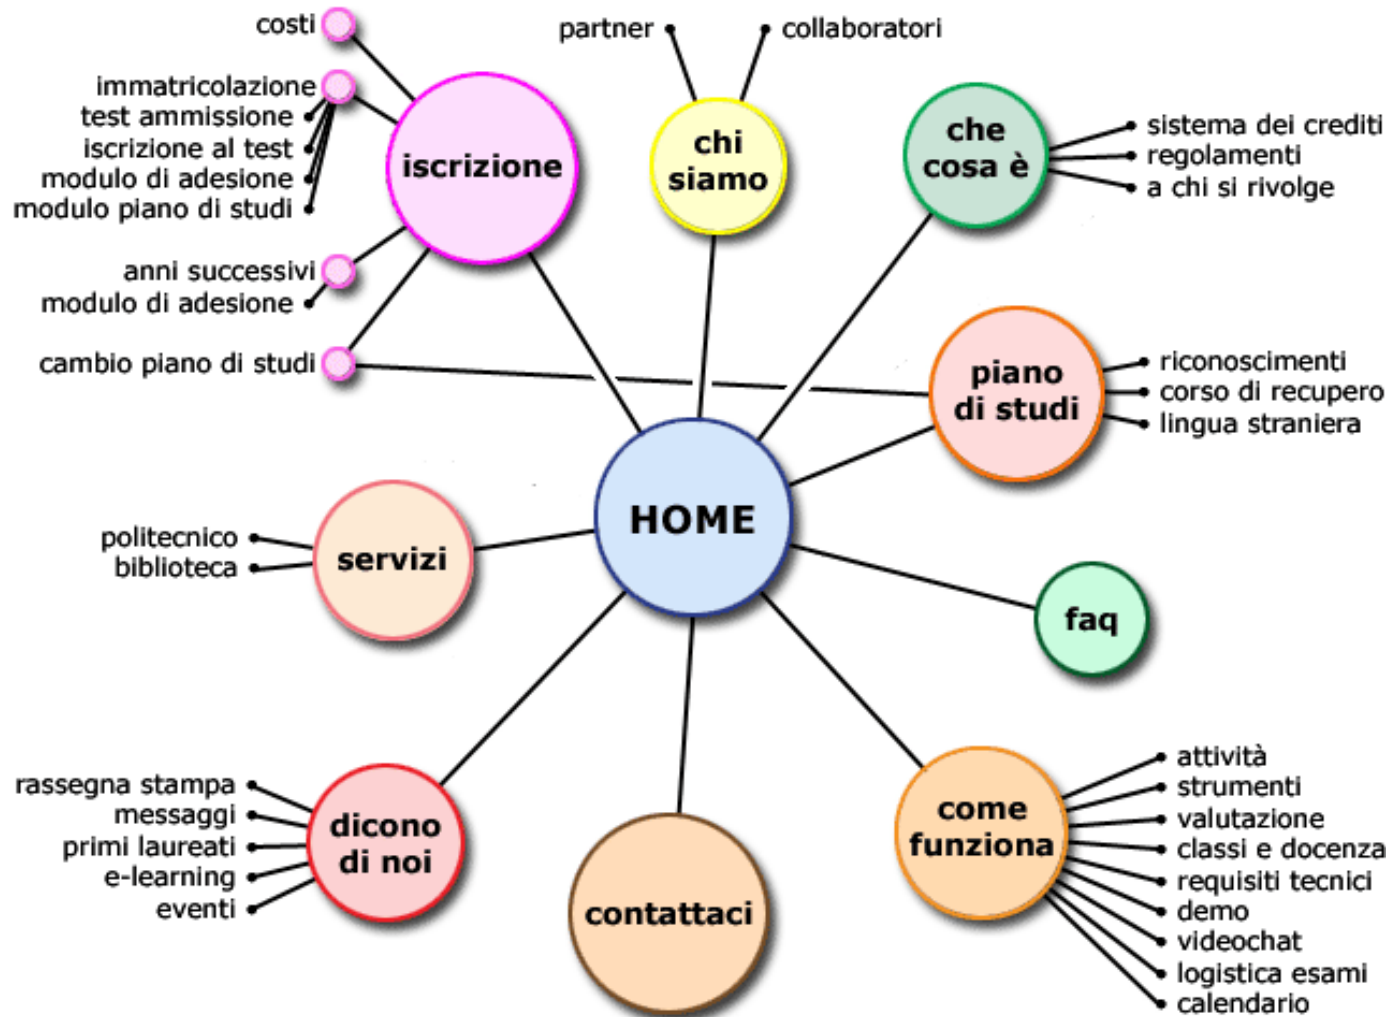 costi
immatricolazione
test ammissione
iscrizione al test
modulo di adesione
modulo piano di studi
anni successivi
modulo di adesione
cambio piano di studi
iscrizione
partner
collaboratori
chi
siamo
che
cosa è
sistema dei crediti
regolamenti
a chi si rivolge
piano
di studi
riconoscimenti
corso di recupero
lingua straniera
HOME
politecnico
biblioteca
servizi
faq
rassegna stampa
messaggi
primi laureati
e-learning
eventi
dicono
di noi
contattaci
come
funziona
attività
strumenti
valutazione
classi e docenza
requisiti tecnici
demo
videochat
logistica esami
calendario